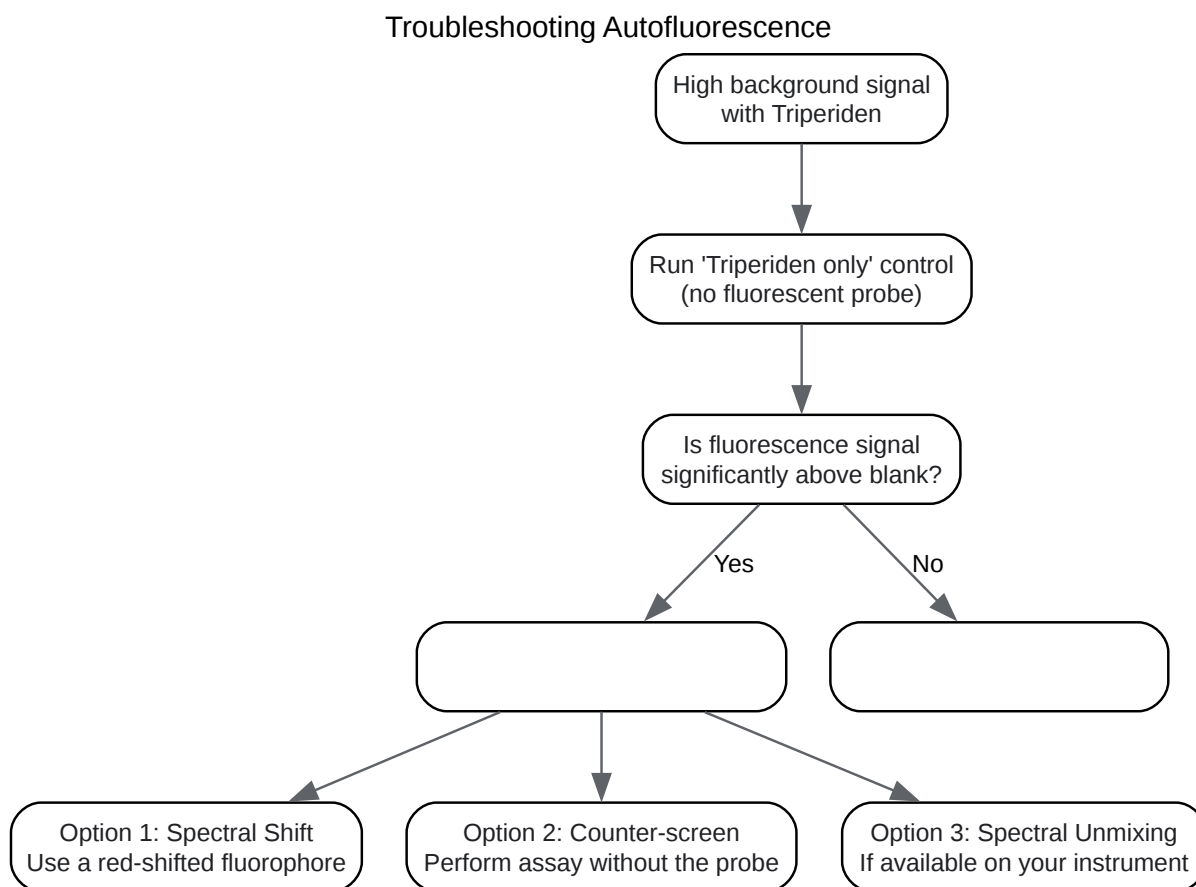 Troubleshooting Autofluorescence
High background signal
with Triperiden
Run 'Triperiden only' control
(no fluorescent probe)
Is fluorescence signal
significantly above blank?
Yes
No
Option 1: Spectral Shift
Use a red-shifted fluorophore
Option 2: Counter-screen
Perform assay without the probe
Option 3: Spectral Unmixing
If available on your instrument